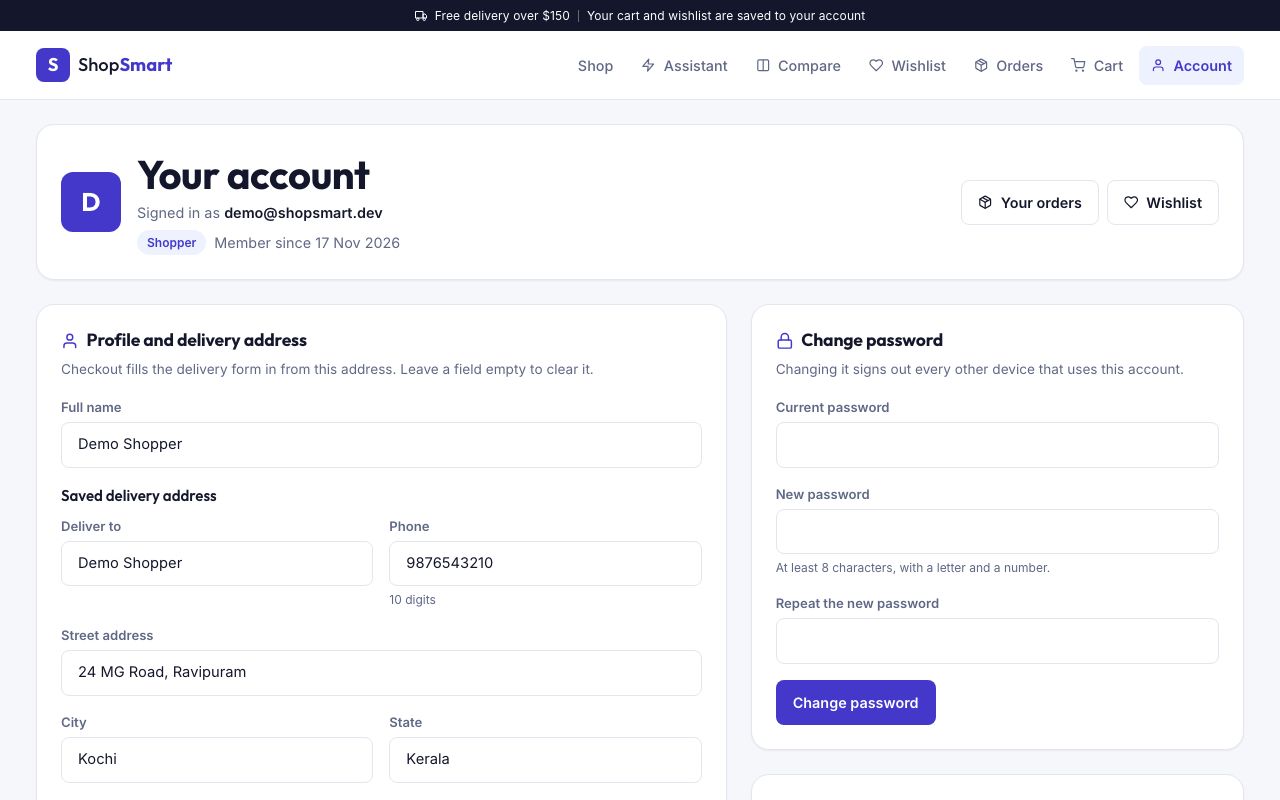 Free delivery over $150 | Your cart and wishlist are saved to your account
S ShopSmart
Shop Assistant Compare Wishlist Orders Cart Account
D
Your account
Signed in as demo@shopsmart.dev
Shopper Member since 17 Nov 2026
Your orders Wishlist
Profile and delivery address
Checkout fills the delivery form in from this address. Leave a field empty to clear it.
Full name
Demo Shopper
Saved delivery address
Deliver to Phone
Demo Shopper 9876543210
10 digits
Street address
24 MG Road, Ravipuram
City State
Kochi Kerala
Change password
Changing it signs out every other device that uses this account.
Current password
New password
At least 8 characters, with a letter and a number.
Repeat the new password
Change password